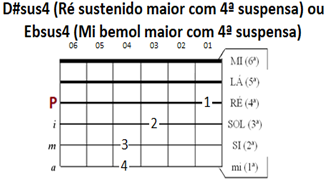 D#sus4 (Ré sustenido maior com 4ª suspensa) ou
Ebsus4 (Mi bemol maior com 4ª suspensa)
06 05 04 03 02 01
MI (6ª)
LÁ (5ª)
P 1 RÉ (4ª)
i 2 SOL (3ª)
m 3 SI (2ª)
a 4 mi (1ª)